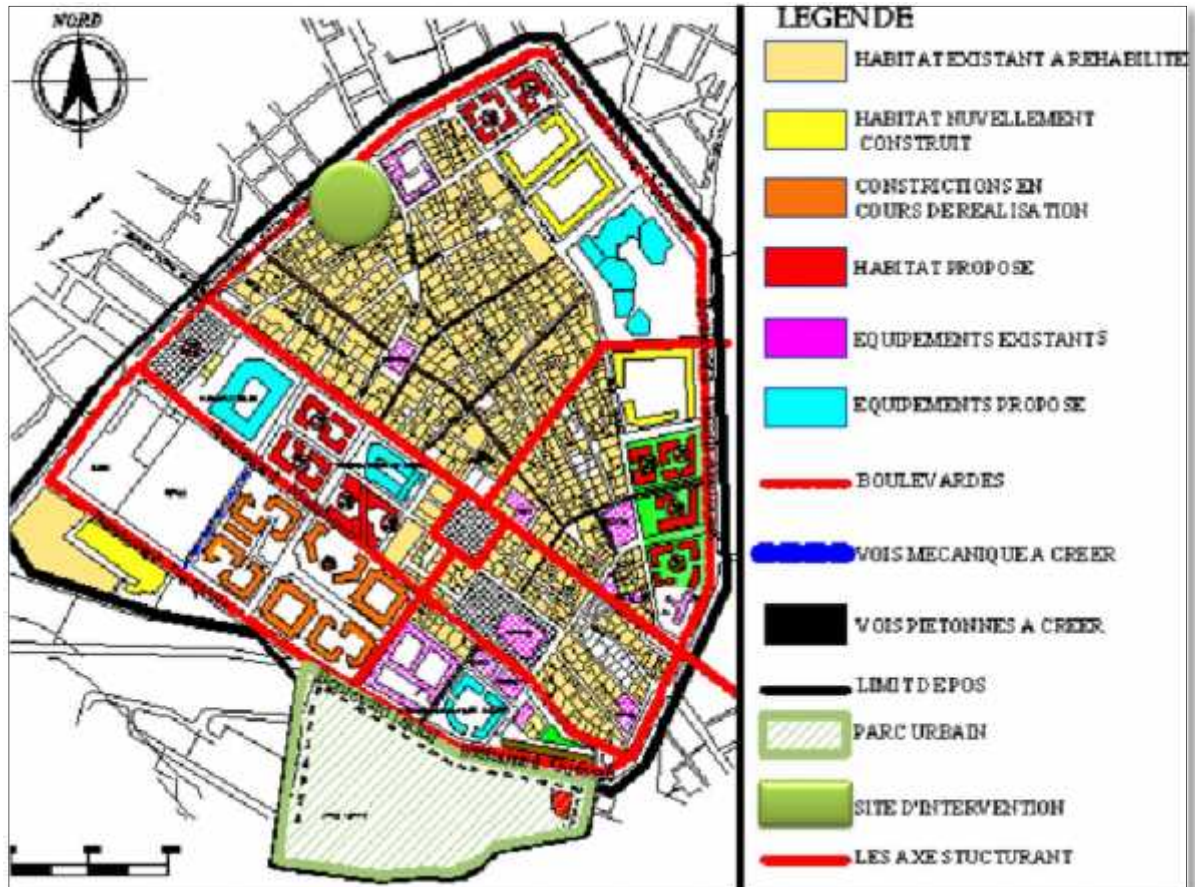 NORD
LEGENDE
HABITAT EXISTANT A REHABILITE
HABITAT NUVELLEMENT
CONSTRUIT
CONSTRICTIONS EN
COURS DE REALISATION
HABITAT PROPOSE
EQUIPEMENTS EXISTANTS
EQUIPEMENTS PROPOSE
BOULEVARDES
VOIS MECANIQUE A CREER
VOIS PIETONNES A CREER
LIMIT DE POS
PARC URBAIN
SITE D'INTERVENTION
LES AXE STUCTURANT